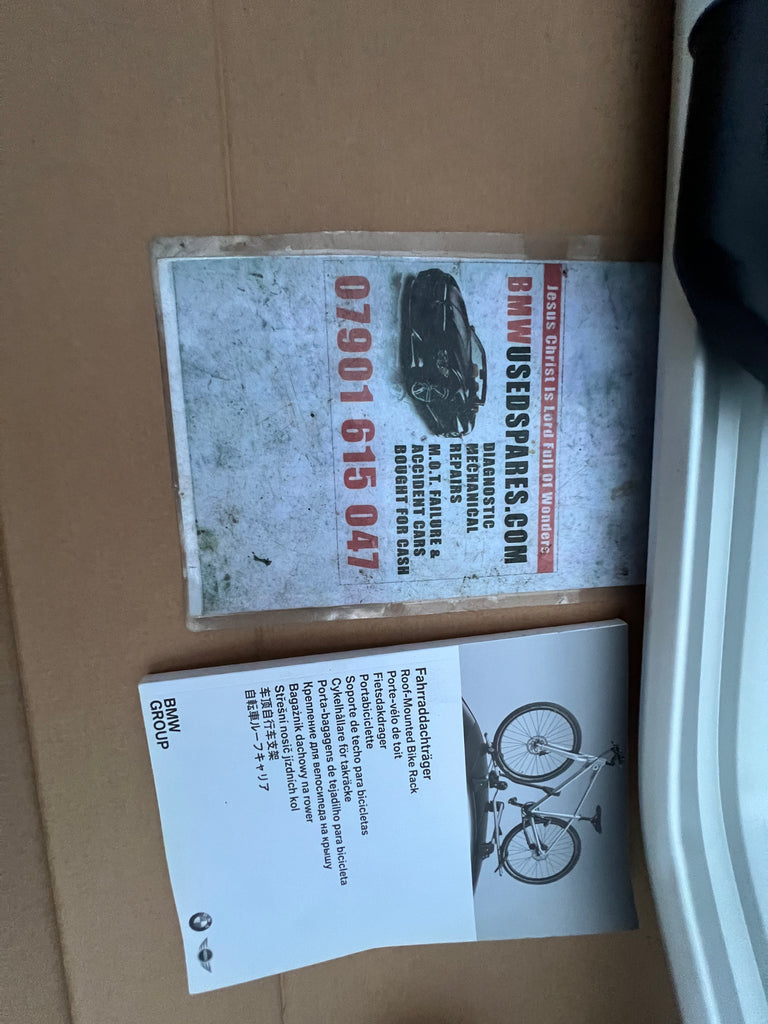 Jesus Christ Is Lord Full Of Wonders
BMWUSEDSPARES.COM
DIAGNOSTIC
MECHANICAL
REPAIRS
M.O.T. FAILURE &
ACCIDENT CARS
BOUGHT FOR CASH
07901 615 047
Fahrraddachträger
Roof-Mounted Bike Rack
Porte-vélo de toit
Fietsdakdrager
Portabiciclette
Soporte de techo para bicicletas
Cykelhållare för takräcke
Porta-bagagens de tejadilho para bicicleta
Крепление для велосипеда на крышу
Bagażnik dachowy na rower
Střešní nosič jízdních kol
车顶自行车支架
自転車ルーフキャリア
BMW
GROUP